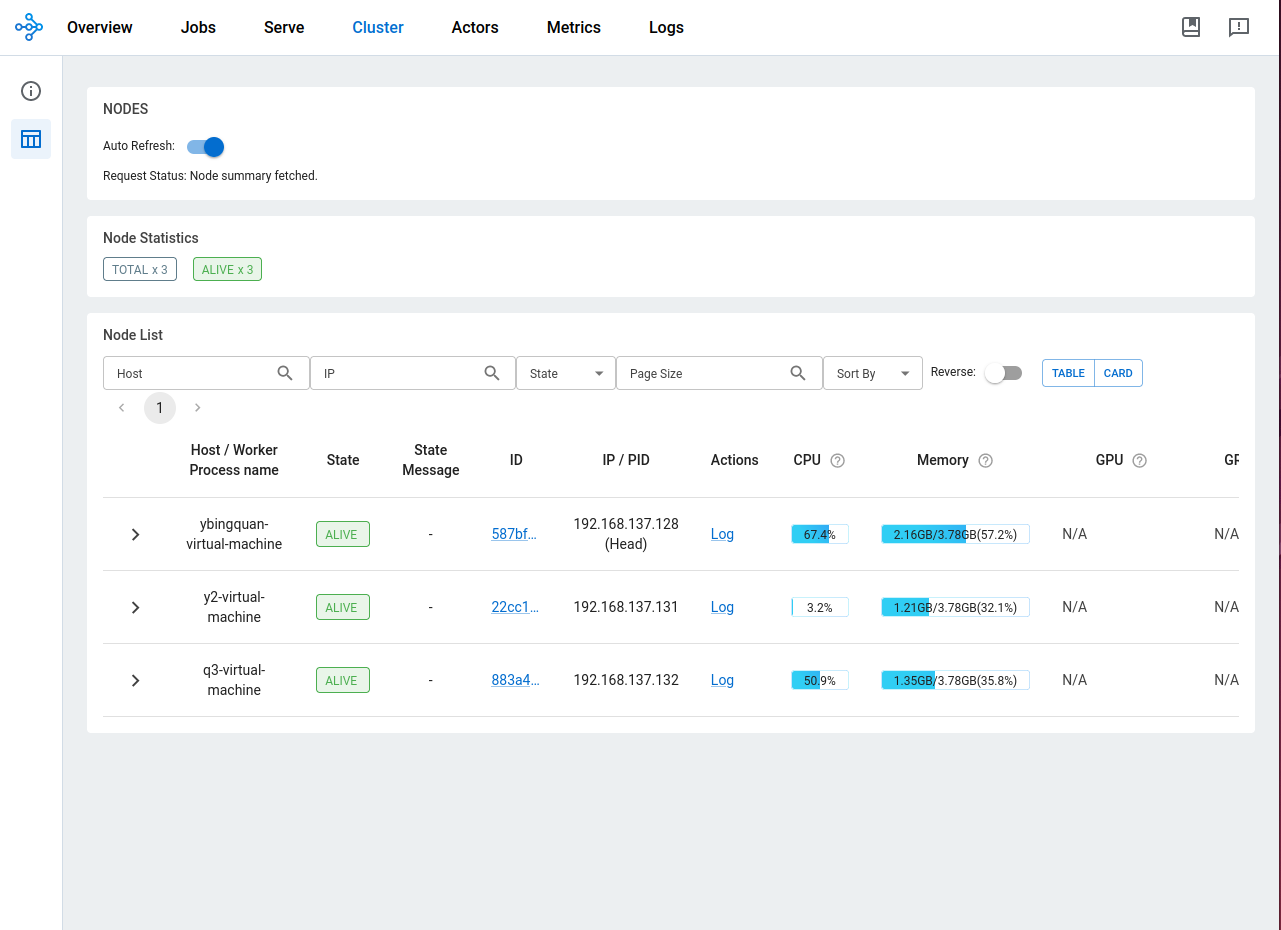 Overview Jobs Serve Cluster Actors Metrics Logs
NODES
Auto Refresh:
Request Status: Node summary fetched.
Node Statistics
TOTAL x 3 ALIVE x 3
Node List
Host IP State Page Size Sort By Reverse: TABLE CARD
1
Host / Worker
Process name
State
State
Message
ID IP / PID Actions CPU Memory GPU GR
ybingquan-
virtual-machine
ALIVE - 587bf...
192.168.137.128
(Head)
Log 67.4% 2.16GB/3.78GB(57.2%) N/A N/A
y2-virtual-
machine
ALIVE - 22cc1... 192.168.137.131 Log 3.2% 1.21GB/3.78GB(32.1%) N/A N/A
q3-virtual-
machine
ALIVE - 883a4... 192.168.137.132 Log 50.9% 1.35GB/3.78GB(35.8%) N/A N/A